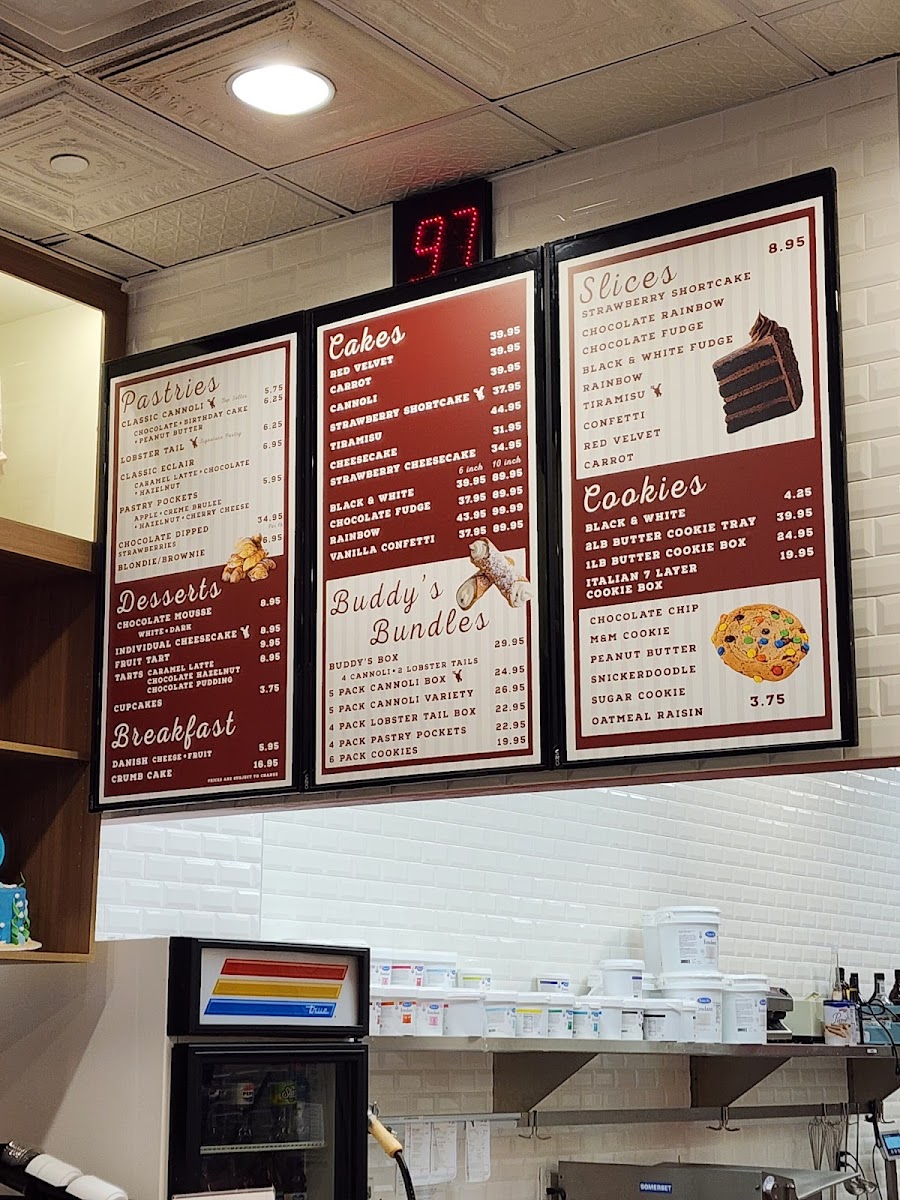 97
Pastries
CLASSIC CANNOLI Top Seller 5.75
CHOCOLATE • BIRTHDAY CAKE 6.25
• PEANUT BUTTER
LOBSTER TAIL Signature Pastry 6.25
CLASSIC ECLAIR 6.95
CARAMEL LATTE • CHOCOLATE
• HAZELNUT
PASTRY POCKETS 5.95
APPLE • CREME BRULEE
• HAZELNUT • CHERRY CHEESE
CHOCOLATE DIPPED 34.95
STRAWBERRIES
BLONDIE/BROWNIE 6.95
Desserts
CHOCOLATE MOUSSE 8.95
WHITE • DARK
INDIVIDUAL CHEESECAKE 8.95
FRUIT TART 9.95
TARTS CARAMEL LATTE 8.95
CHOCOLATE HAZELNUT
CHOCOLATE PUDDING
CUPCAKES 3.75
Breakfast
DANISH CHEESE • FRUIT 5.95
CRUMB CAKE 16.95
PRICES ARE SUBJECT TO CHANGE
Cakes
RED VELVET 39.95
CARROT 39.95
CANNOLI 39.95
STRAWBERRY SHORTCAKE 37.95
TIRAMISU 44.95
CHEESECAKE 31.95
STRAWBERRY CHEESECAKE 34.95
6 inch 10 inch
BLACK & WHITE 39.95 89.95
CHOCOLATE FUDGE 37.95 89.95
RAINBOW 43.95 99.99
VANILLA CONFETTI 37.95 89.95
Buddy's
Bundles
BUDDY'S BOX 29.95
4 CANNOLI • 2 LOBSTER TAILS
5 PACK CANNOLI BOX 24.95
5 PACK CANNOLI VARIETY 26.95
4 PACK LOBSTER TAIL BOX 22.95
4 PACK PASTRY POCKETS 22.95
6 PACK COOKIES 19.95
Slices 8.95
STRAWBERRY SHORTCAKE
CHOCOLATE RAINBOW
CHOCOLATE FUDGE
BLACK & WHITE FUDGE
RAINBOW
TIRAMISU
CONFETTI
RED VELVET
CARROT
Cookies
BLACK & WHITE 4.25
2LB BUTTER COOKIE TRAY 39.95
1LB BUTTER COOKIE BOX 24.95
ITALIAN 7 LAYER 19.95
COOKIE BOX
CHOCOLATE CHIP
M&M COOKIE
PEANUT BUTTER
SNICKERDOODLE
SUGAR COOKIE
OATMEAL RAISIN 3.75
true
SOMERSET